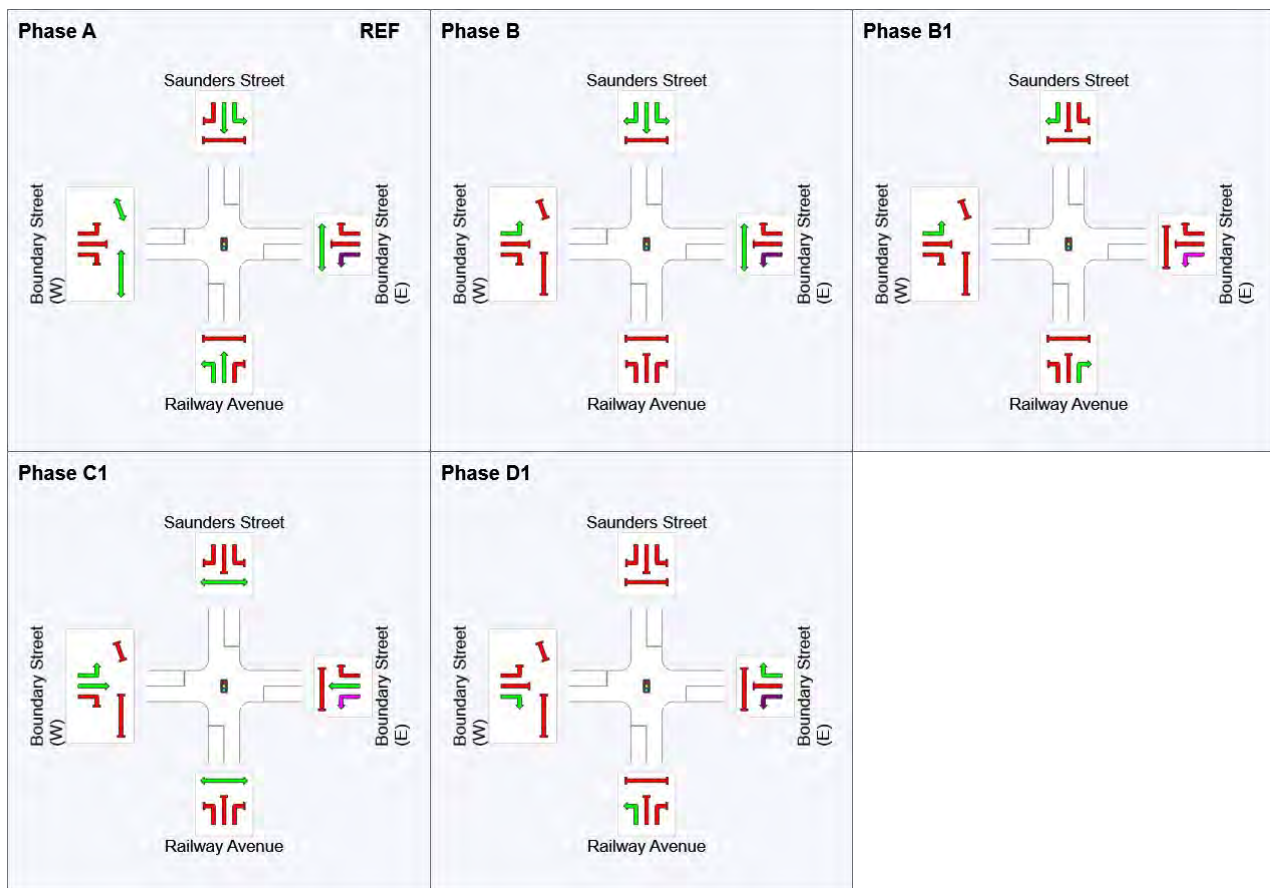 Phase A
REF
Saunders Street
Boundary Street
(W)
Boundary Street
(E)
Railway Avenue
Phase B
Saunders Street
Boundary Street
(W)
Boundary Street
(E)
Railway Avenue
Phase B1
Saunders Street
Boundary Street
(W)
Boundary Street
(E)
Railway Avenue
Phase C1
Saunders Street
Boundary Street
(W)
Boundary Street
(E)
Railway Avenue
Phase D1
Saunders Street
Boundary Street
(W)
Boundary Street
(E)
Railway Avenue